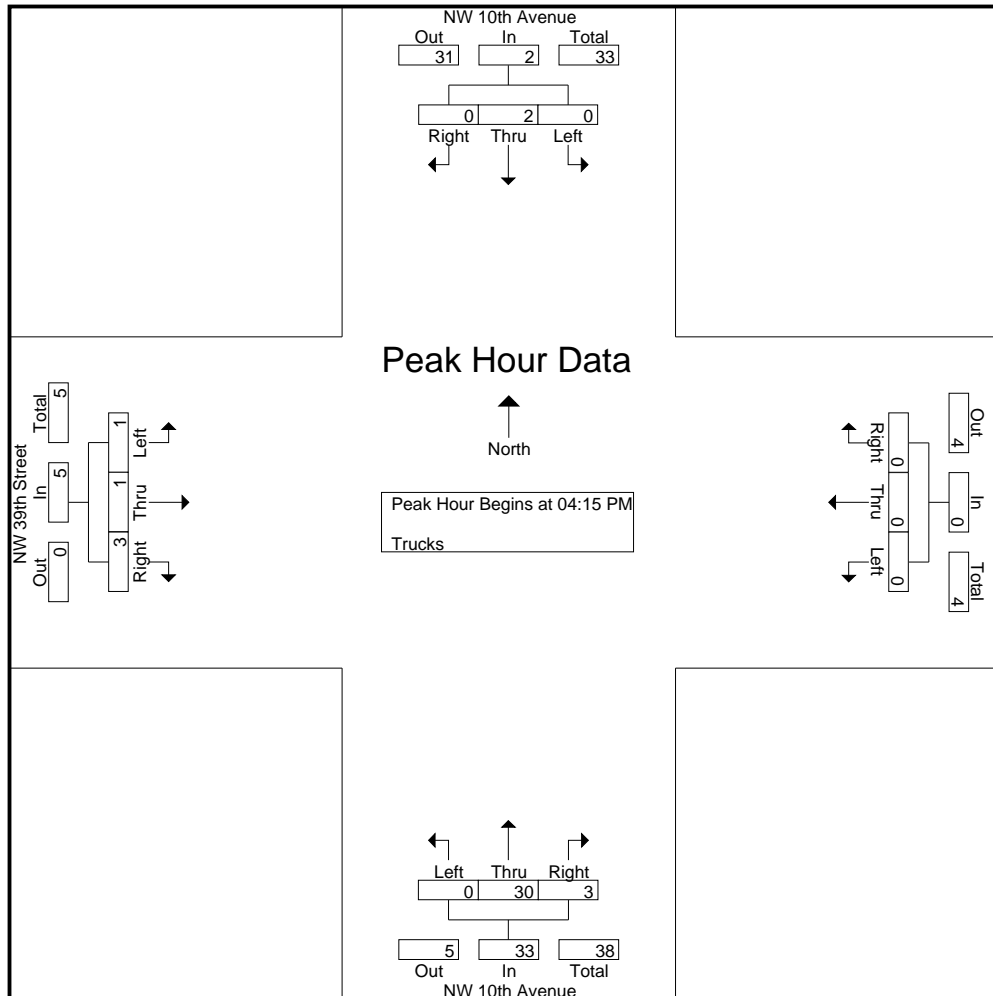 NW 10th Avenue
Out In Total
31 2 33
0 2 0
Right Thru Left
Peak Hour Data
North
Peak Hour Begins at 04:15 PM
Trucks
NW 39th Street
Out In Total
0 5 5
3 1 1
Right Thru Left
Out In Total
4 0 4
0 0 0
Right Thru Left
Left Thru Right
0 30 3
5 33 38
Out In Total
NW 10th Avenue